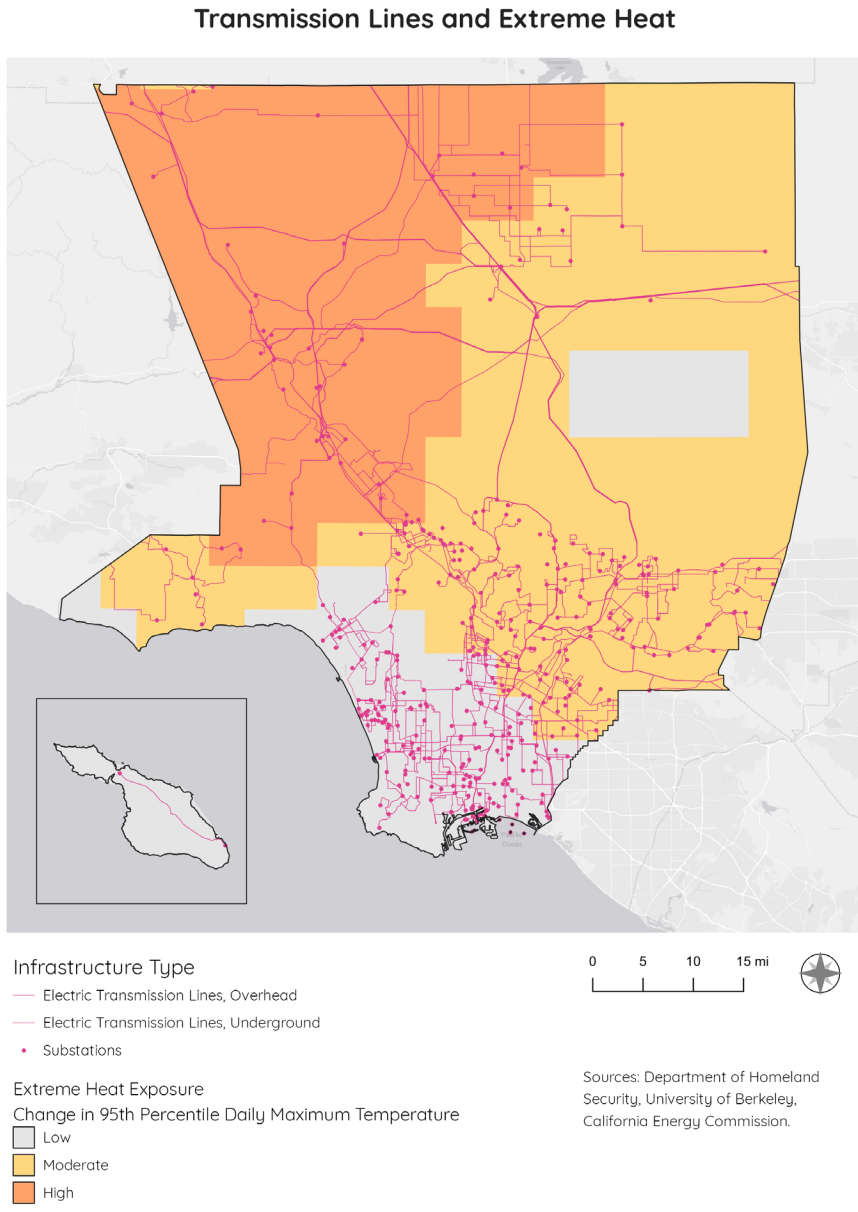 Transmission Lines and Extreme Heat
Ocean
Infrastructure Type
Electric Transmission Lines, Overhead
Electric Transmission Lines, Underground
Substations
Extreme Heat Exposure
Change in 95th Percentile Daily Maximum Temperature
Low
Moderate
High
0 5 10 15 mi
Sources: Department of Homeland
Security, University of Berkeley,
California Energy Commission.